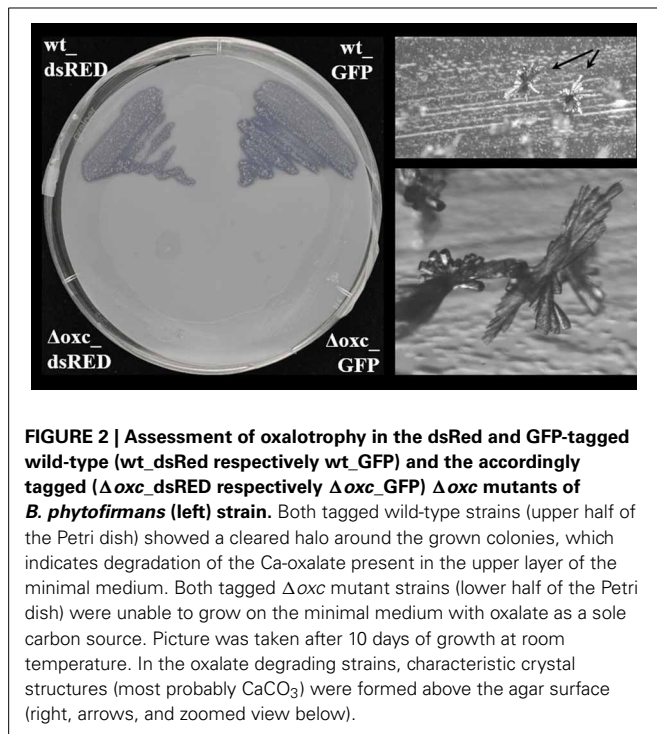 wt_
dsRED
wt_
GFP
Δoxc_
dsRED
Δoxc_
GFP
FIGURE 2 | Assessment of oxalotrophy in the dsRed and GFP-tagged
wild-type (wt_dsRed respectively wt_GFP) and the accordingly
tagged (Δoxc_dsRED respectively Δoxc_GFP) Δoxc mutants of
B. phytofirmans (left) strain. Both tagged wild-type strains (upper half of
the Petri dish) showed a cleared halo around the grown colonies, which
indicates degradation of the Ca-oxalate present in the upper layer of the
minimal medium. Both tagged Δoxc mutant strains (lower half of the Petri
dish) were unable to grow on the minimal medium with oxalate as a sole
carbon source. Picture was taken after 10 days of growth at room
temperature. In the oxalate degrading strains, characteristic crystal
structures (most probably CaCO₃) were formed above the agar surface
(right, arrows, and zoomed view below).